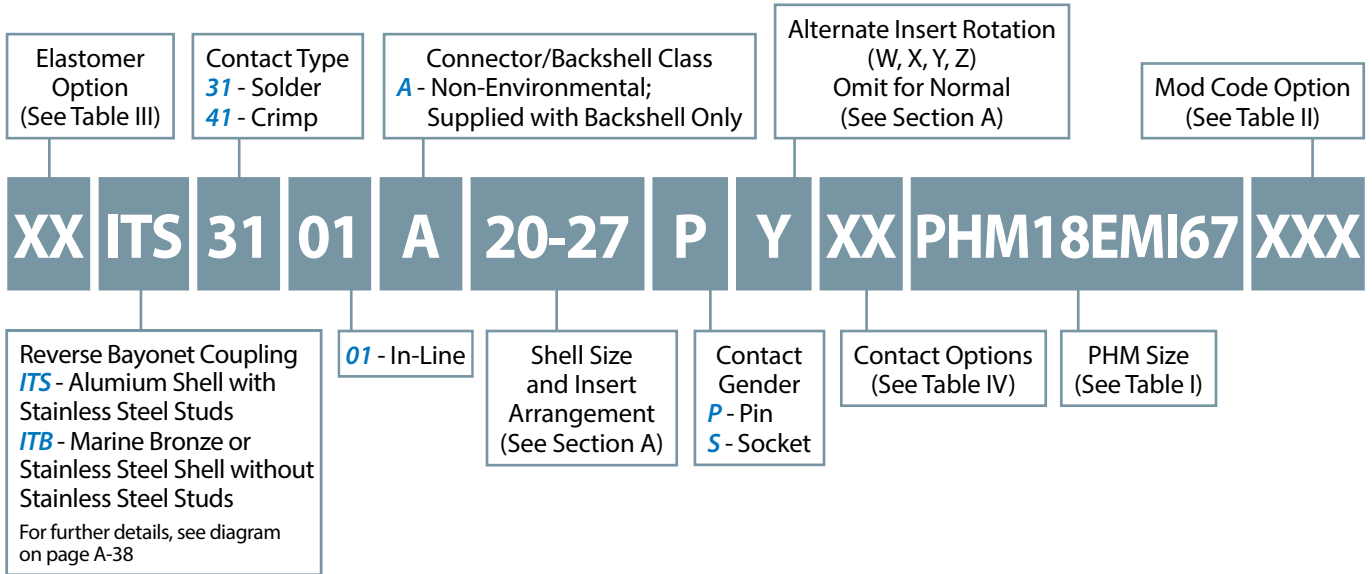 Elastomer
Option
(See Table III)
Contact Type
31 - Solder
41 - Crimp
Connector/Backshell Class
A - Non-Environmental;
Supplied with Backshell Only
Alternate Insert Rotation
(W, X, Y, Z)
Omit for Normal
(See Section A)
Mod Code Option
(See Table II)
XX ITS 31 01 A 20-27 P Y XX PHM18EMI67 XXX
Reverse Bayonet Coupling
ITS - Alumium Shell with
Stainless Steel Studs
ITB - Marine Bronze or
Stainless Steel Shell without
Stainless Steel Studs
For further details, see diagram
on page A-38
01 - In-Line
Shell Size
and Insert
Arrangement
(See Section A)
Contact
Gender
P - Pin
S - Socket
Contact Options
(See Table IV)
PHM Size
(See Table I)